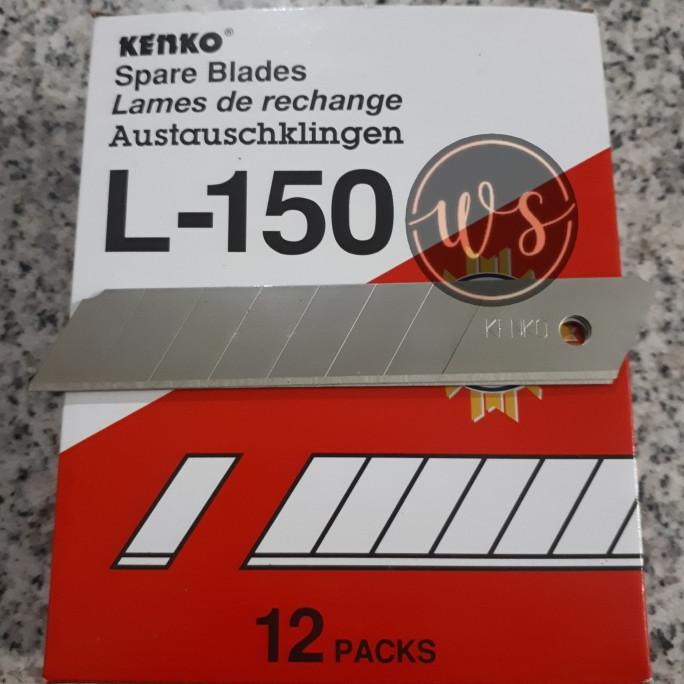 KENKO®
Spare Blades
Lames de rechange
Austauschklingen
L-150
ws
KENKO
12 PACKS